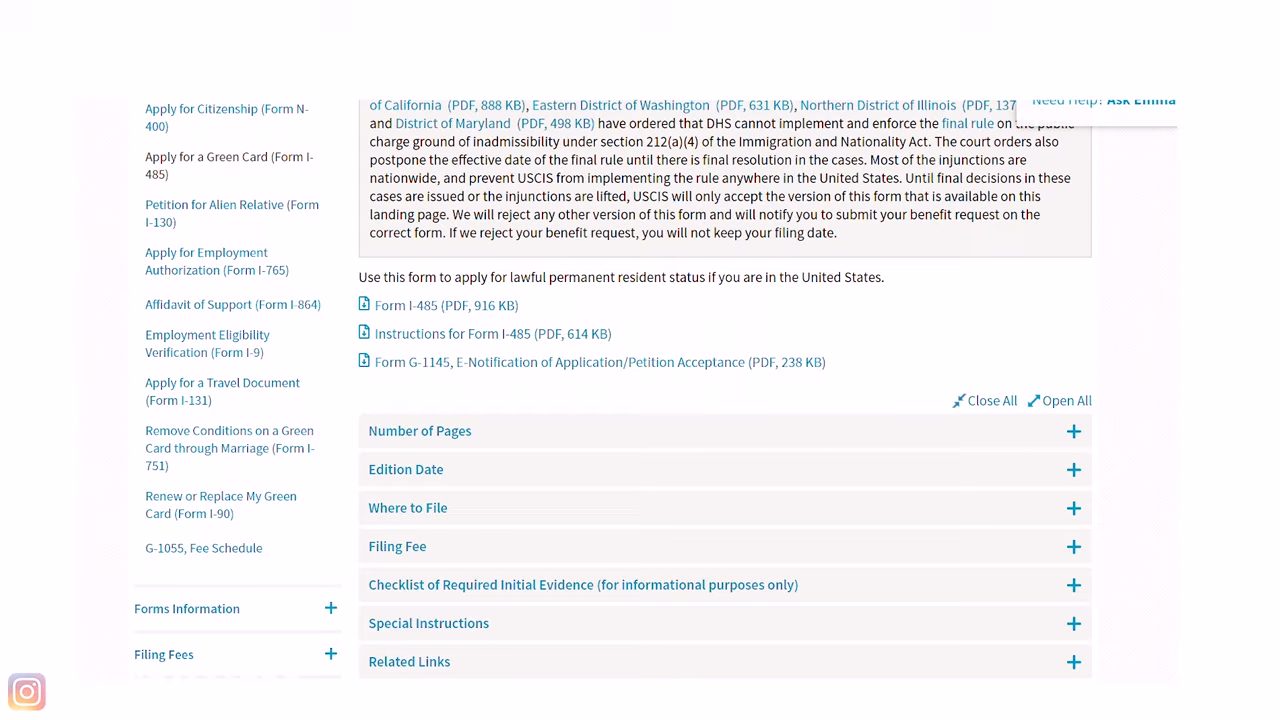 Apply for Citizenship (Form N-
400)
Apply for a Green Card (Form I-
485)
Petition for Alien Relative (Form
I-130)
Apply for Employment
Authorization (Form I-765)
Affidavit of Support (Form I-864)
Employment Eligibility
Verification (Form I-9)
Apply for a Travel Document
(Form I-131)
Remove Conditions on a Green
Card through Marriage (Form I-
751)
Renew or Replace My Green
Card (Form I-90)
G-1055, Fee Schedule
Forms Information
Filing Fees
Need Help? Ask Emma
of California (PDF, 888 KB), Eastern District of Washington (PDF, 631 KB), Northern District of Illinois (PDF, 137
and District of Maryland (PDF, 498 KB) have ordered that DHS cannot implement and enforce the final rule on the public
charge ground of inadmissibility under section 212(a)(4) of the Immigration and Nationality Act. The court orders also
postpone the effective date of the final rule until there is final resolution in the cases. Most of the injunctions are
nationwide, and prevent USCIS from implementing the rule anywhere in the United States. Until final decisions in these
cases are issued or the injunctions are lifted, USCIS will only accept the version of this form that is available on this
landing page. We will reject any other version of this form and will notify you to submit your benefit request on the
correct form. If we reject your benefit request, you will not keep your filing date.
Use this form to apply for lawful permanent resident status if you are in the United States.
Form I-485 (PDF, 916 KB)
Instructions for Form I-485 (PDF, 614 KB)
Form G-1145, E-Notification of Application/Petition Acceptance (PDF, 238 KB)
Close All Open All
Number of Pages
Edition Date
Where to File
Filing Fee
Checklist of Required Initial Evidence (for informational purposes only)
Special Instructions
Related Links